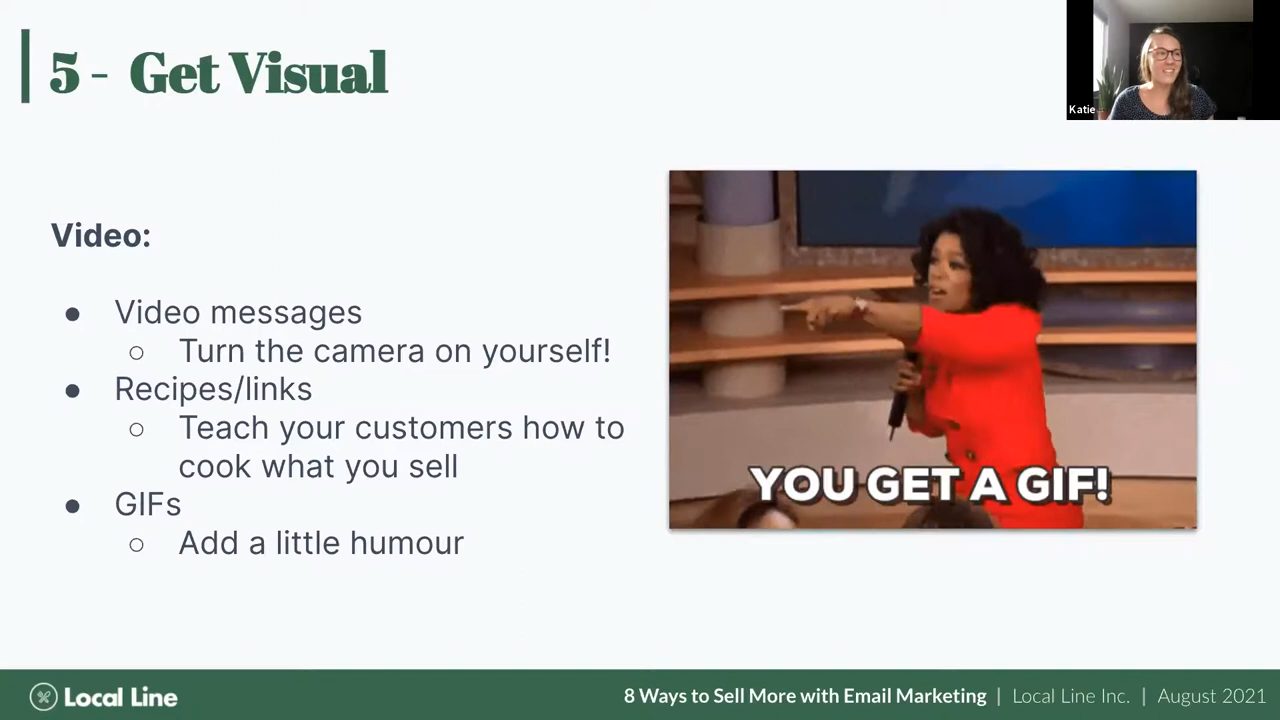 5 - Get Visual
Katie
Video:
● Video messages
○ Turn the camera on yourself!
● Recipes/links
○ Teach your customers how to
cook what you sell
● GIFs
○ Add a little humour
YOU GET A GIF!
Local Line
8 Ways to Sell More with Email Marketing | Local Line Inc. | August 2021